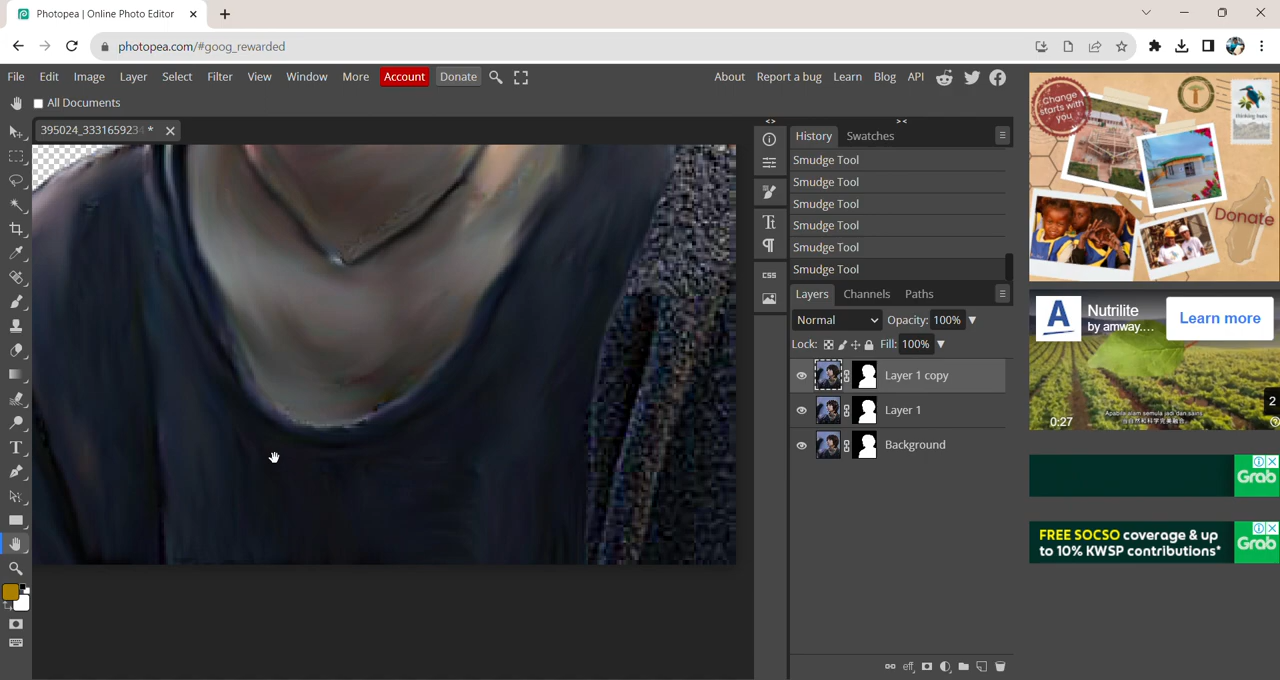 Photopea | Online Photo Editor
photopea.com/#goog_rewarded
File Edit Image Layer Select Filter View Window More Account Donate
About Report a bug Learn Blog API
All Documents
395024_333165923
History Swatches
Smudge Tool
Smudge Tool
Smudge Tool
Smudge Tool
Smudge Tool
Smudge Tool
CSS
Layers Channels Paths
Normal Opacity: 100%
Lock: Fill: 100%
Layer 1 copy
Layer 1
Background
eff
Change starts with you
Donate
Nutrilite
by amway....
Learn more
2
0:27
Grab
FREE SOCSO coverage & up
to 10% KWSP contributions*
Grab